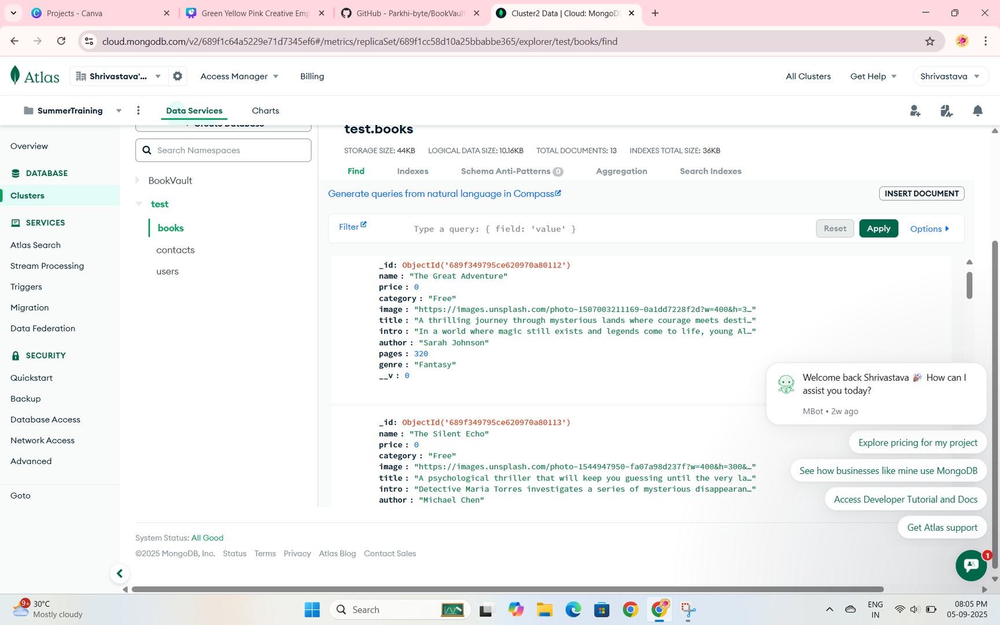 Projects - Canva
Green Yellow Pink Creative Emp
GitHub - Parkhi-byte/BookVault
Cluster2 Data | Cloud: MongoD
cloud.mongodb.com/v2/689f1c64a5229e71d7345ef6#/metrics/replicaSet/689f1cc58d10a25bbabbe365/explorer/test/books/find
Atlas
Shrivastava'...
Access Manager
Billing
All Clusters
Get Help
Shrivastava
SummerTraining
Data Services
Charts
Overview
DATABASE
Clusters
SERVICES
Atlas Search
Stream Processing
Triggers
Migration
Data Federation
SECURITY
Quickstart
Backup
Database Access
Network Access
Advanced
Goto
Create Database
Search Namespaces
BookVault
test
books
contacts
users
test.books
STORAGE SIZE: 44KB LOGICAL DATA SIZE: 10.16KB TOTAL DOCUMENTS: 13 INDEXES TOTAL SIZE: 36KB
Find Indexes Schema Anti-Patterns 0 Aggregation Search Indexes
Generate queries from natural language in Compass
INSERT DOCUMENT
Filter
Type a query: { field: 'value' }
Reset
Apply
Options
_id: ObjectId('689f349795ce620970a80112')
name : "The Great Adventure"
price : 0
category : "Free"
image : "https://images.unsplash.com/photo-1507003211169-0a1dd7228f2d?w=400&h=3…"
title : "A thrilling journey through mysterious lands where courage meets desti…"
intro : "In a world where magic still exists and legends come to life, young Al…"
author : "Sarah Johnson"
pages : 320
genre : "Fantasy"
__v : 0
_id: ObjectId('689f349795ce620970a80113')
name : "The Silent Echo"
price : 0
category : "Free"
image : "https://images.unsplash.com/photo-1544947950-fa07a98d237f?w=400&h=300&…"
title : "A psychological thriller that will keep you guessing until the very la…"
intro : "Detective Maria Torres investigates a series of mysterious disappearan…"
author : "Michael Chen"
Welcome back Shrivastava 🎉 How can I
assist you today?
MBot • 2w ago
Explore pricing for my project
See how businesses like mine use MongoDB
Access Developer Tutorial and Docs
Get Atlas support
1
System Status: All Good
©2025 MongoDB, Inc. Status Terms Privacy Atlas Blog Contact Sales
9+
30°C
Mostly cloudy
Search
ENG
IN
08:05 PM
05-09-2025